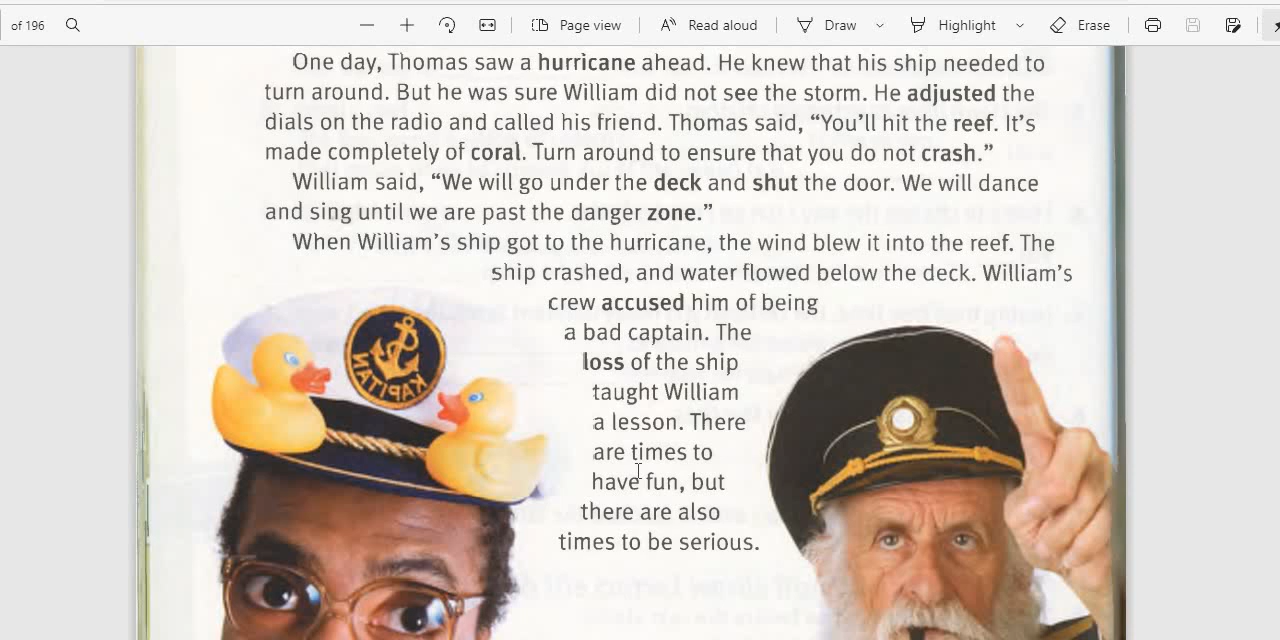 of 196
Page view
Read aloud
Draw
Highlight
Erase
One day, Thomas saw a hurricane ahead. He knew that his ship needed to
turn around. But he was sure William did not see the storm. He adjusted the
dials on the radio and called his friend. Thomas said, “You’ll hit the reef. It’s
made completely of coral. Turn around to ensure that you do not crash.”
William said, “We will go under the deck and shut the door. We will dance
and sing until we are past the danger zone.”
When William’s ship got to the hurricane, the wind blew it into the reef. The
ship crashed, and water flowed below the deck. William’s
crew accused him of being
a bad captain. The
loss of the ship
taught William
a lesson. There
are times to
have fun, but
there are also
times to be serious.
KAPITAN